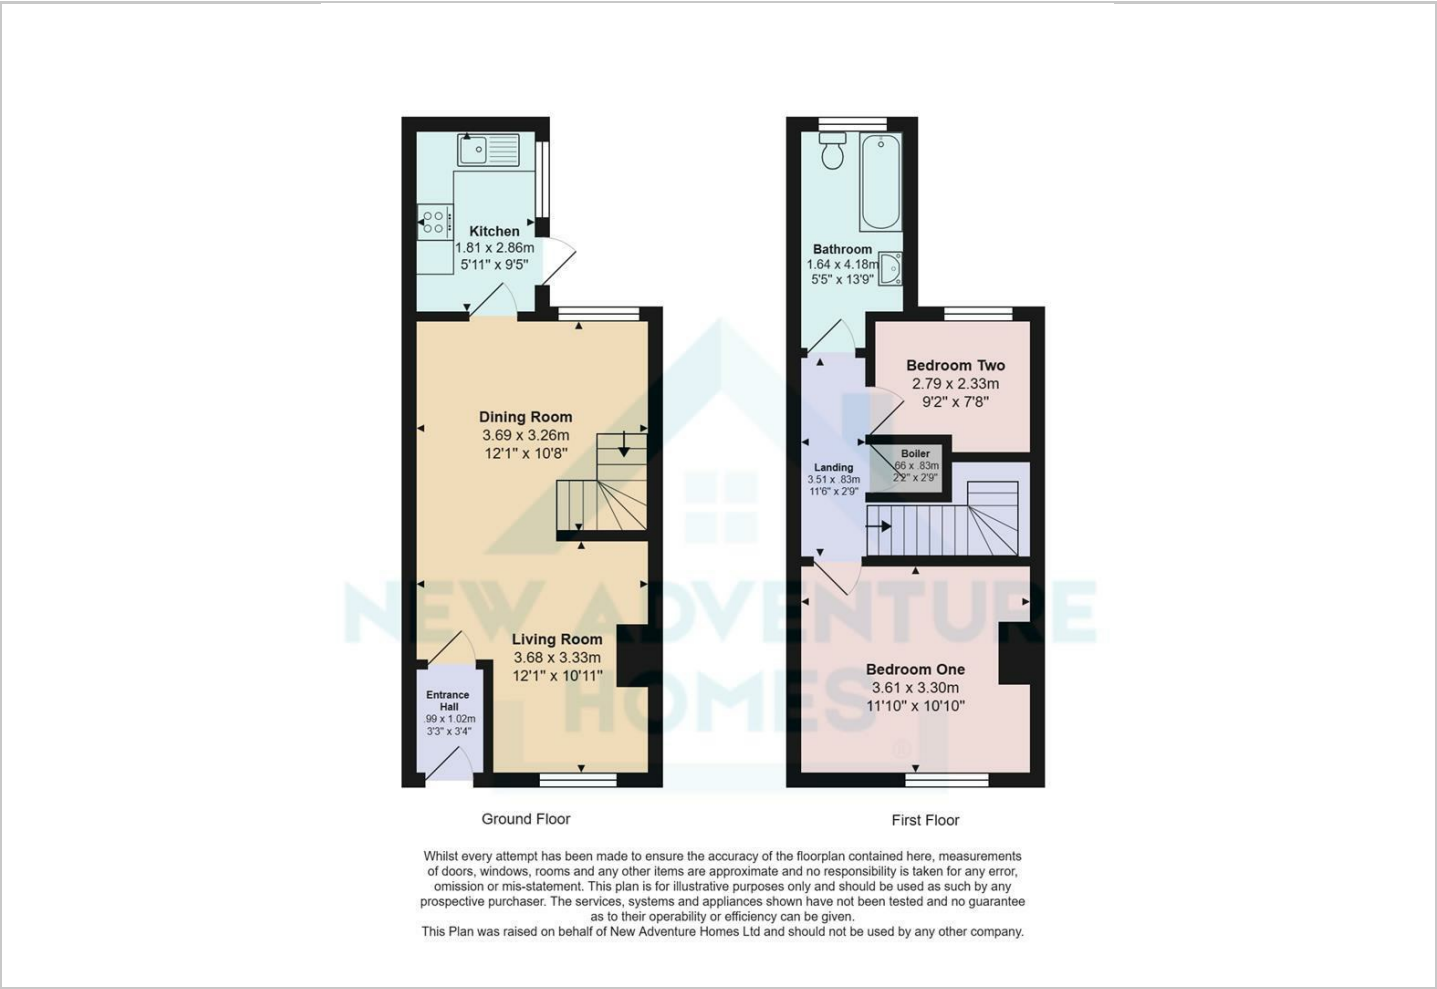 Kitchen
1.81 x 2.86m
5'11" x 9'5"
Dining Room
3.69 x 3.26m
12'1" x 10'8"
Living Room
3.68 x 3.33m
12'1" x 10'11"
Entrance
Hall
.99 x 1.02m
3'3" x 3'4"
Ground Floor
Bathroom
1.64 x 4.18m
5'5" x 13'9"
Bedroom Two
2.79 x 2.33m
9'2" x 7'8"
Boiler
.66 x .83m
2'2" x 2'9"
Landing
3.51 x .83m
11'6" x 2'9"
Bedroom One
3.61 x 3.30m
11'10" x 10'10"
First Floor
NEW ADVENTURE
HOMES
®
Whilst every attempt has been made to ensure the accuracy of the floorplan contained here, measurements
of doors, windows, rooms and any other items are approximate and no responsibility is taken for any error,
omission or mis-statement. This plan is for illustrative purposes only and should be used as such by any
prospective purchaser. The services, systems and appliances shown have not been tested and no guarantee
as to their operability or efficiency can be given.
This Plan was raised on behalf of New Adventure Homes Ltd and should not be used by any other company.